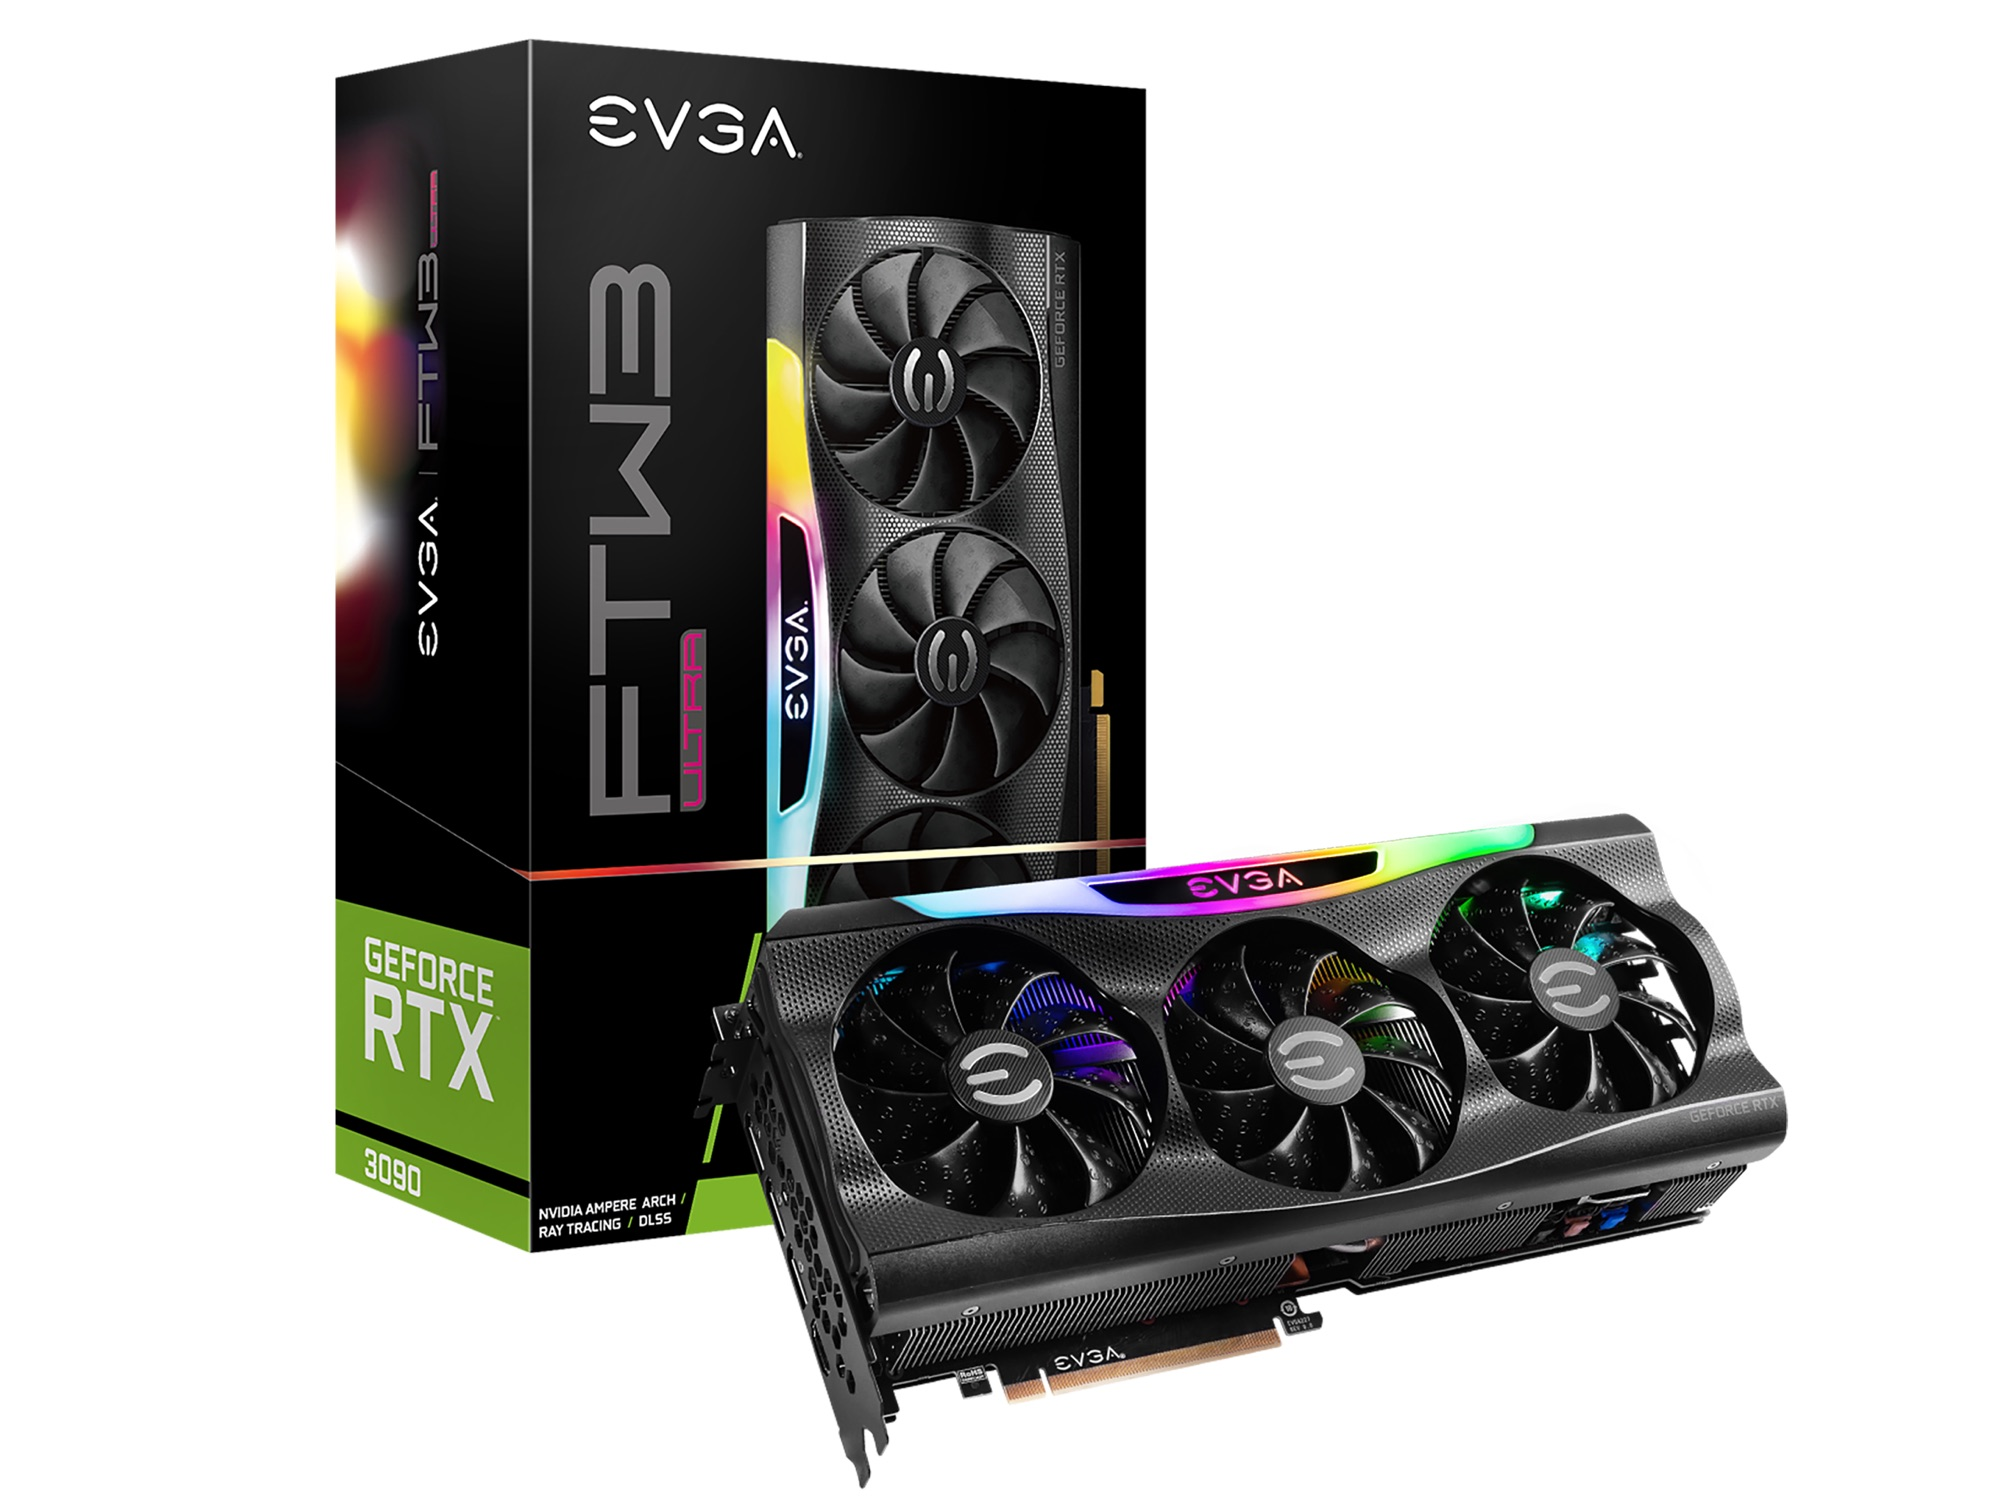 EVGA
FTW3
ULTRA
EVGA
GEFORCE RTX
EVGA | FTW3
GEFORCE
RTX
3090
NVIDIA AMPERE ARCH /
RAY TRACING / DLSS
EVGA
GEFORCE RTX
EVGA
RoHS